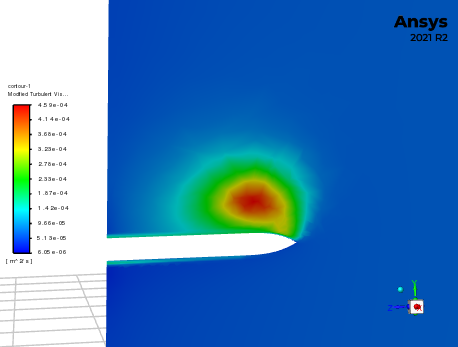 Ansys
2021 R2
contour-1
Modified Turbulent Vis...
4.59e-04
4.14e-04
3.68e-04
3.23e-04
2.78e-04
2.33e-04
1.87e-04
1.42e-04
9.66e-05
5.13e-05
6.05e-06
[ m^2/s ]
Y
Z
X